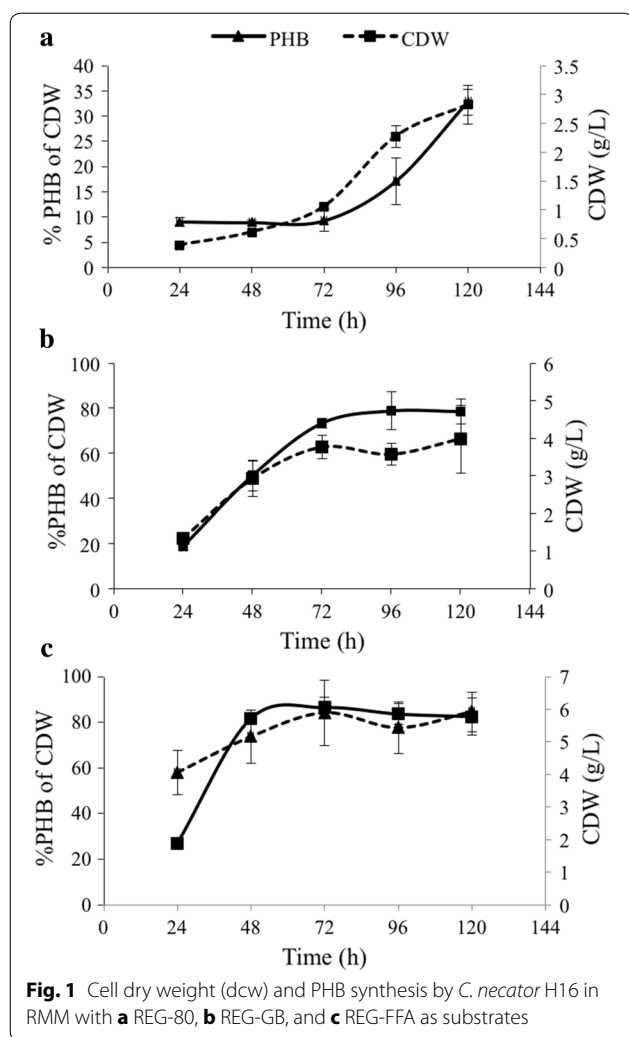 a
PHB CDW
40 3.5
35 3
30 2.5
25 2
20 1.5
15 1
10 0.5
5 0
0
% PHB of CDW
CDW (g/L)
0 24 48 72 96 120 144
Time (h)
b
100 6
80 5
60 4
40 3
20 2
0 1
0
%PHB of CDW
CDW (g/L)
0 24 48 72 96 120 144
Time (h)
c
100 7
80 6
60 5
40 4
20 3
0 2
1
0
%PHB of CDW
CDW (g/L)
0 24 48 72 96 120 144
Time (h)
Fig. 1 Cell dry weight (dcw) and PHB synthesis by C. necator H16 in
RMM with a REG-80, b REG-GB, and c REG-FFA as substrates